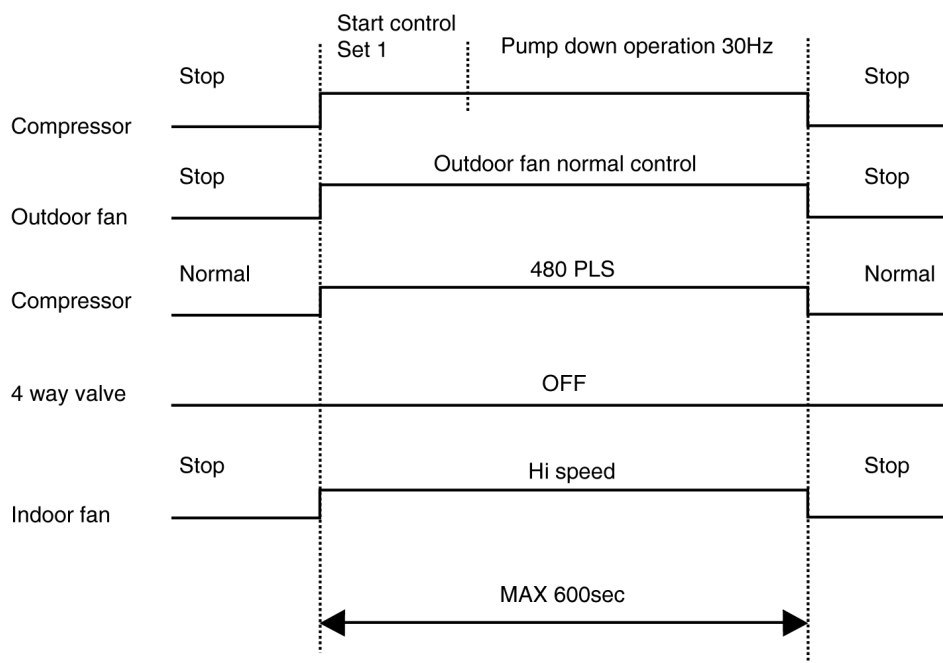 Start control
Set 1
Pump down operation 30Hz
Stop
Stop
Compressor
Outdoor fan normal control
Stop
Stop
Outdoor fan
Normal
480 PLS
Normal
Compressor
OFF
4 way valve
Stop
Hi speed
Stop
Indoor fan
MAX 600sec